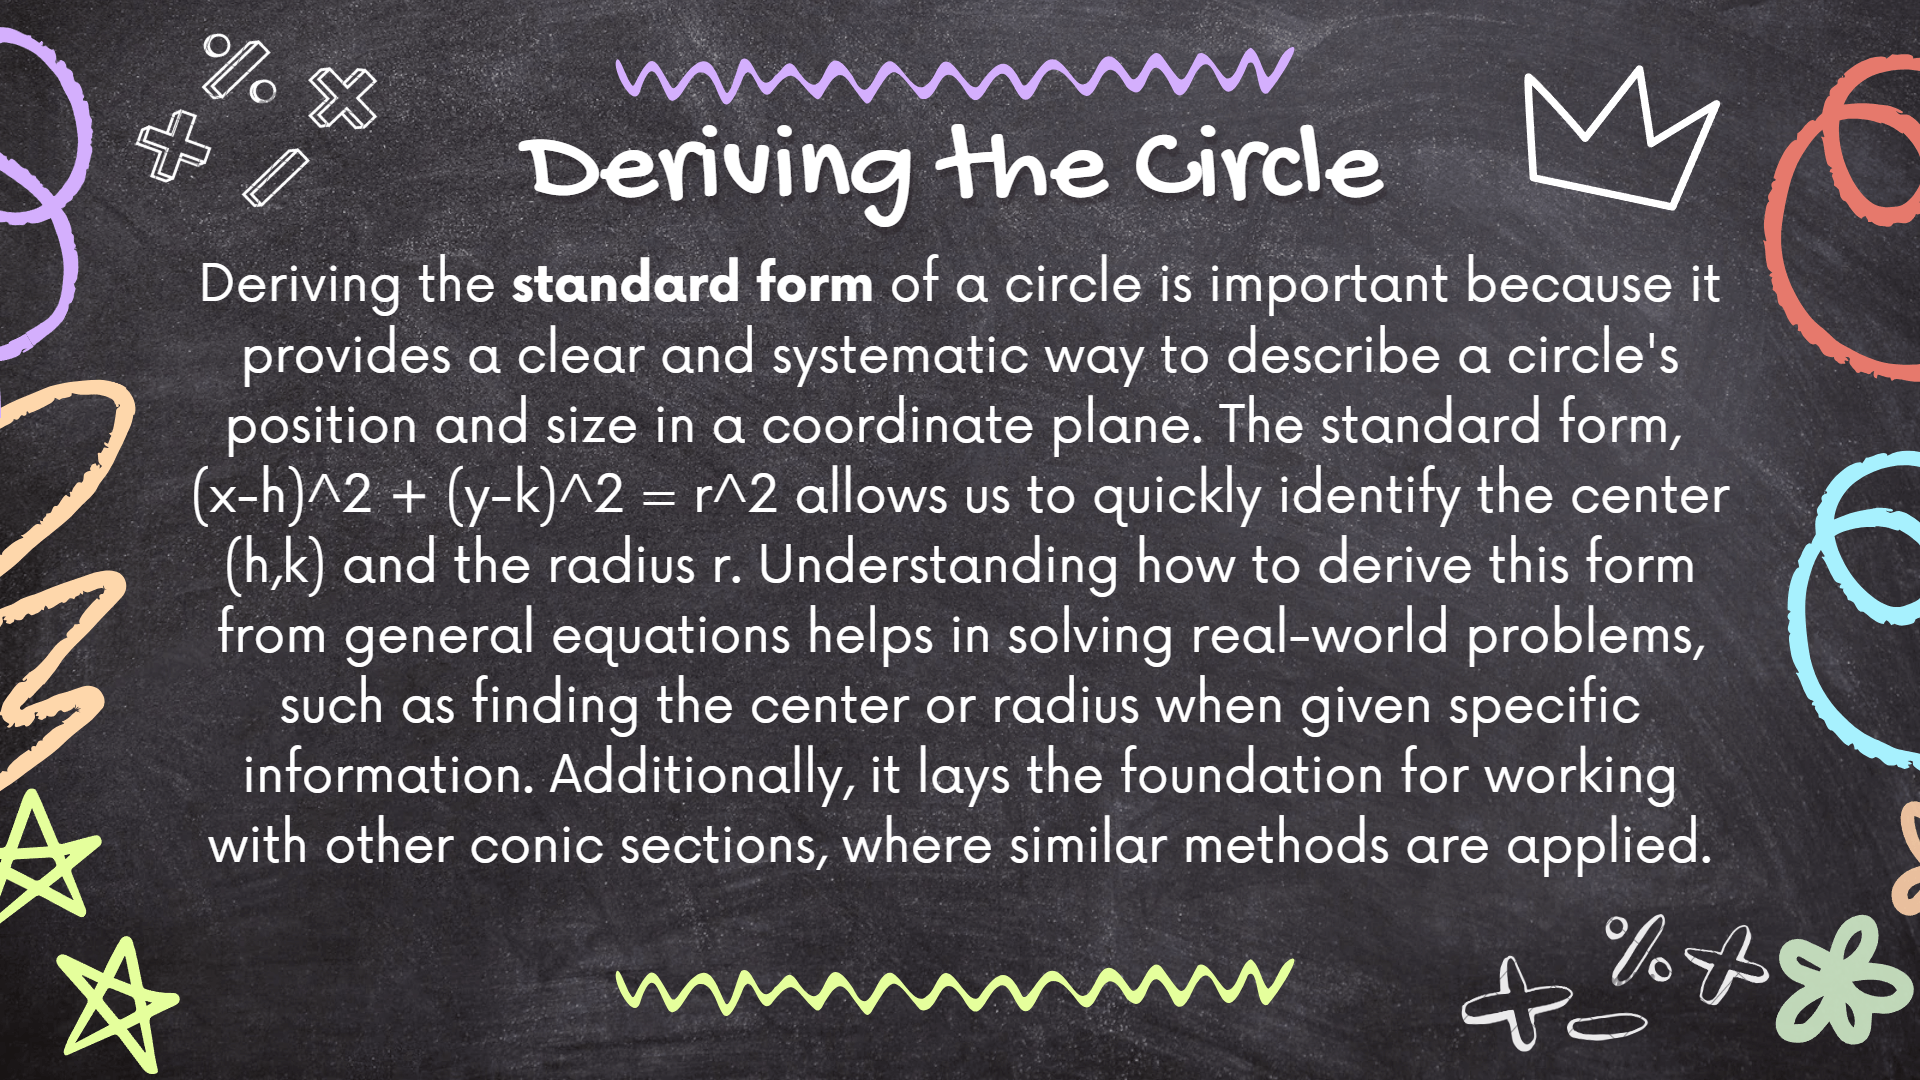 Deriving the Circle
Deriving the standard form of a circle is important because it
provides a clear and systematic way to describe a circle's
position and size in a coordinate plane. The standard form,
(x-h)^2 + (y-k)^2 = r^2 allows us to quickly identify the center
(h,k) and the radius r. Understanding how to derive this form
from general equations helps in solving real-world problems,
such as finding the center or radius when given specific
information. Additionally, it lays the foundation for working
with other conic sections, where similar methods are applied.